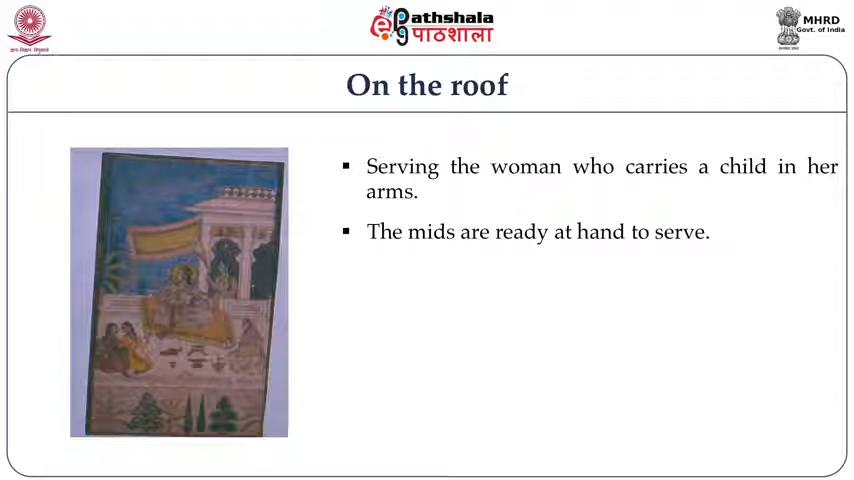 ePathshala
पाठशाला
MHRD
Govt. of India
On the roof
▪ Serving the woman who carries a child in her
arms.
▪ The mids are ready at hand to serve.